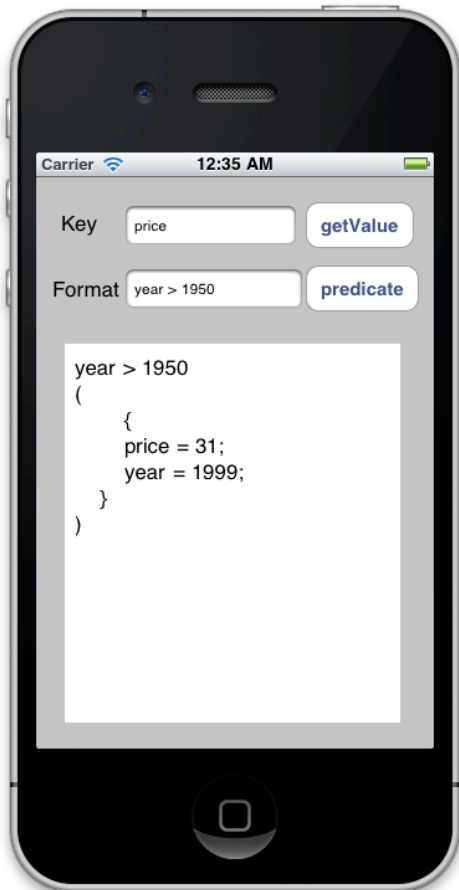 Carrier 12:35 AM
Key price getValue
Format year > 1950 predicate
year > 1950
(
{
price = 31;
year = 1999;
}
)